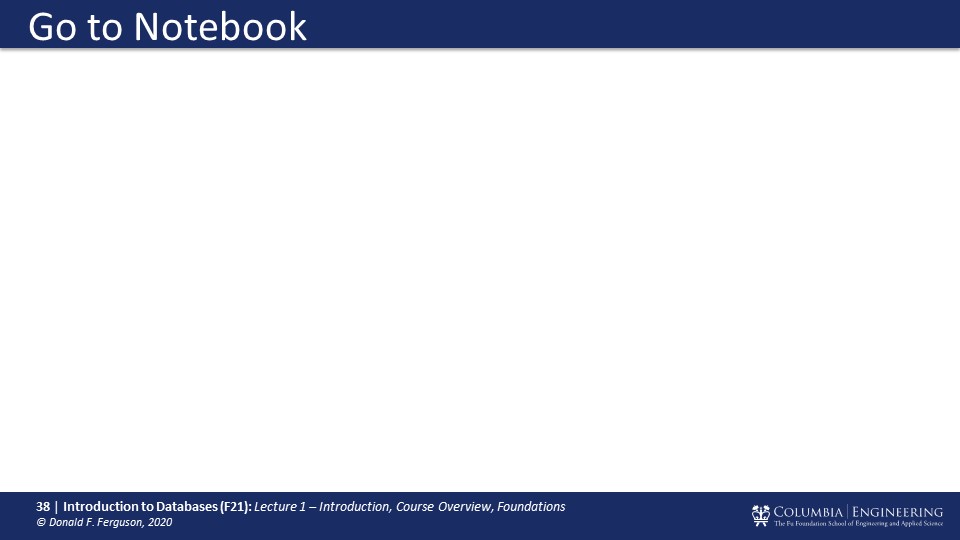 Go to Notebook
38 | Introduction to Databases (F21): Lecture 1 – Introduction, Course Overview, Foundations
© Donald F. Ferguson, 2020
COLUMBIA | ENGINEERING
The Fu Foundation School of Engineering and Applied Science